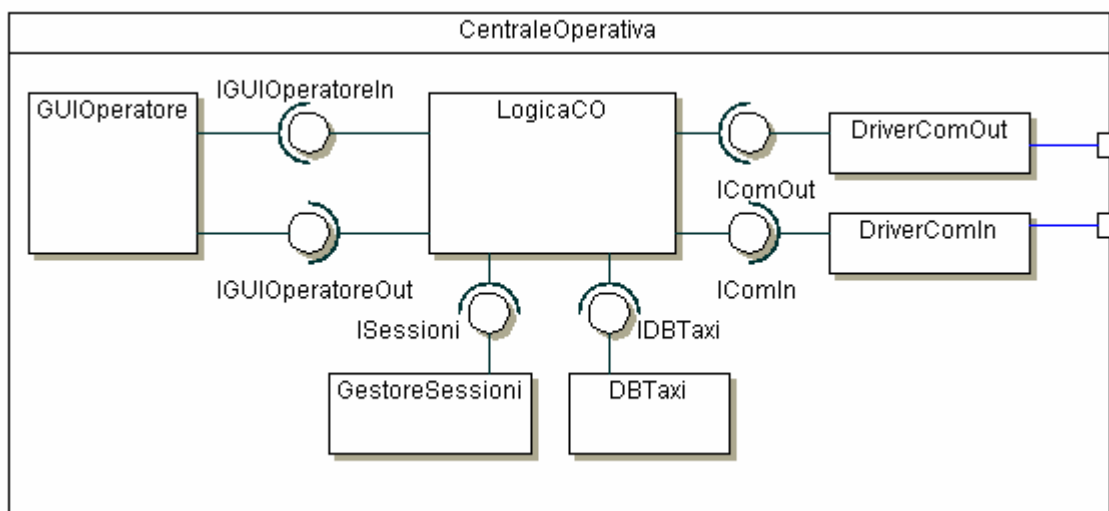 CentraleOperativa
IGUIOperatoreIn
GUIOperatore
LogicaCO
DriverComOut
IComOut
DriverComIn
IGUIOperatoreOut
IComIn
ISessioni
IDBTaxi
GestoreSessioni
DBTaxi